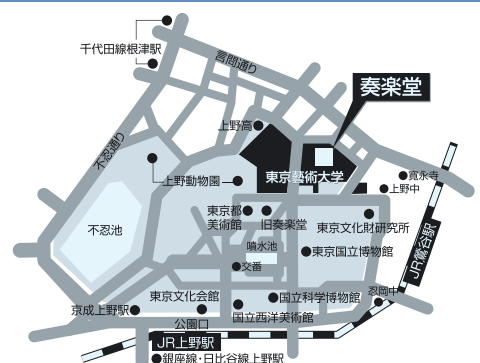 千代田線根津駅
言問通り
奏楽堂
不忍通り
上野高
東京藝術大学
寛永寺
上野中
上野動物園
東京都
美術館
旧奏楽堂
東京文化財研究所
不忍池
噴水池
東京国立博物館
交番
JR鶯谷駅
忍岡中
東京文化会館
国立科学博物館
京成上野駅
公園口
国立西洋美術館
JR上野駅
銀座線・日比谷線上野駅